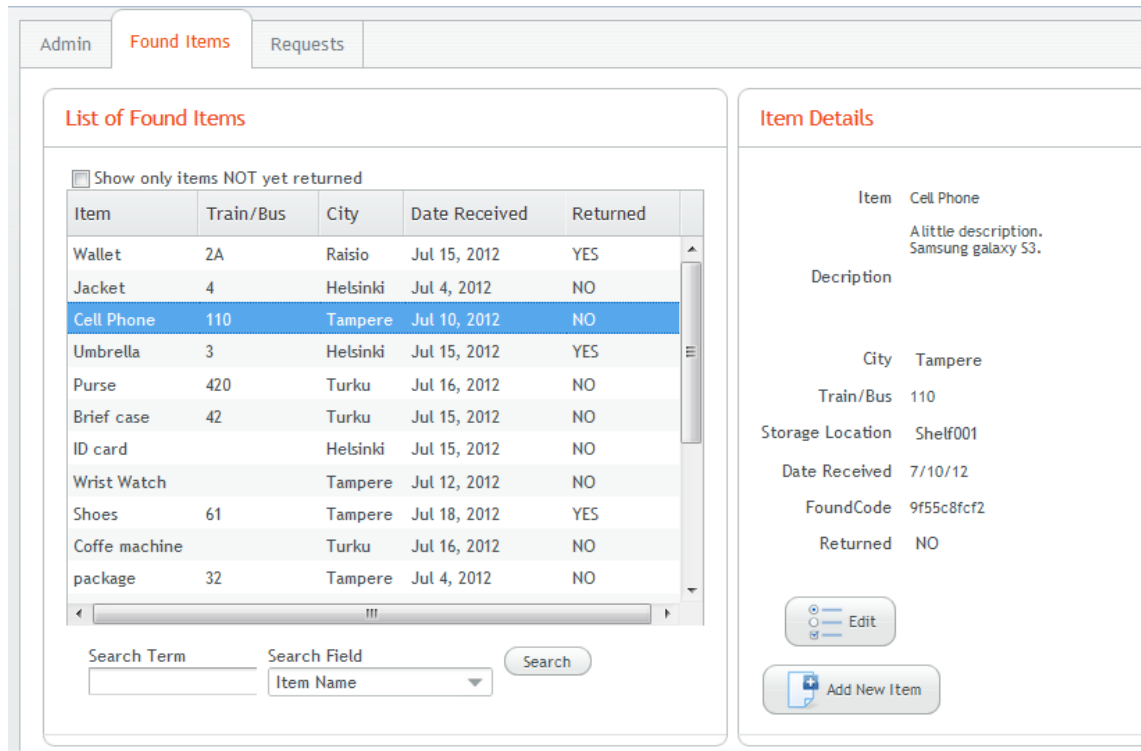 Admin Found Items Requests
List of Found Items
Show only items NOT yet returned
Item Train/Bus City Date Received Returned
Wallet 2A Raisio Jul 15, 2012 YES
Jacket 4 Helsinki Jul 4, 2012 NO
Cell Phone 110 Tampere Jul 10, 2012 NO
Umbrella 3 Helsinki Jul 15, 2012 YES
Purse 420 Turku Jul 16, 2012 NO
Brief case 42 Turku Jul 15, 2012 NO
ID card Helsinki Jul 15, 2012 NO
Wrist Watch Tampere Jul 12, 2012 NO
Shoes 61 Tampere Jul 18, 2012 YES
Coffe machine Turku Jul 16, 2012 NO
package 32 Tampere Jul 4, 2012 NO
Search Term Search Field
Item Name
Search
Item Details
Item Cell Phone
A little description.
Samsung galaxy S3.
Decription
City Tampere
Train/Bus 110
Storage Location Shelf001
Date Received 7/10/12
FoundCode 9f55c8fcf2
Returned NO
Edit
Add New Item